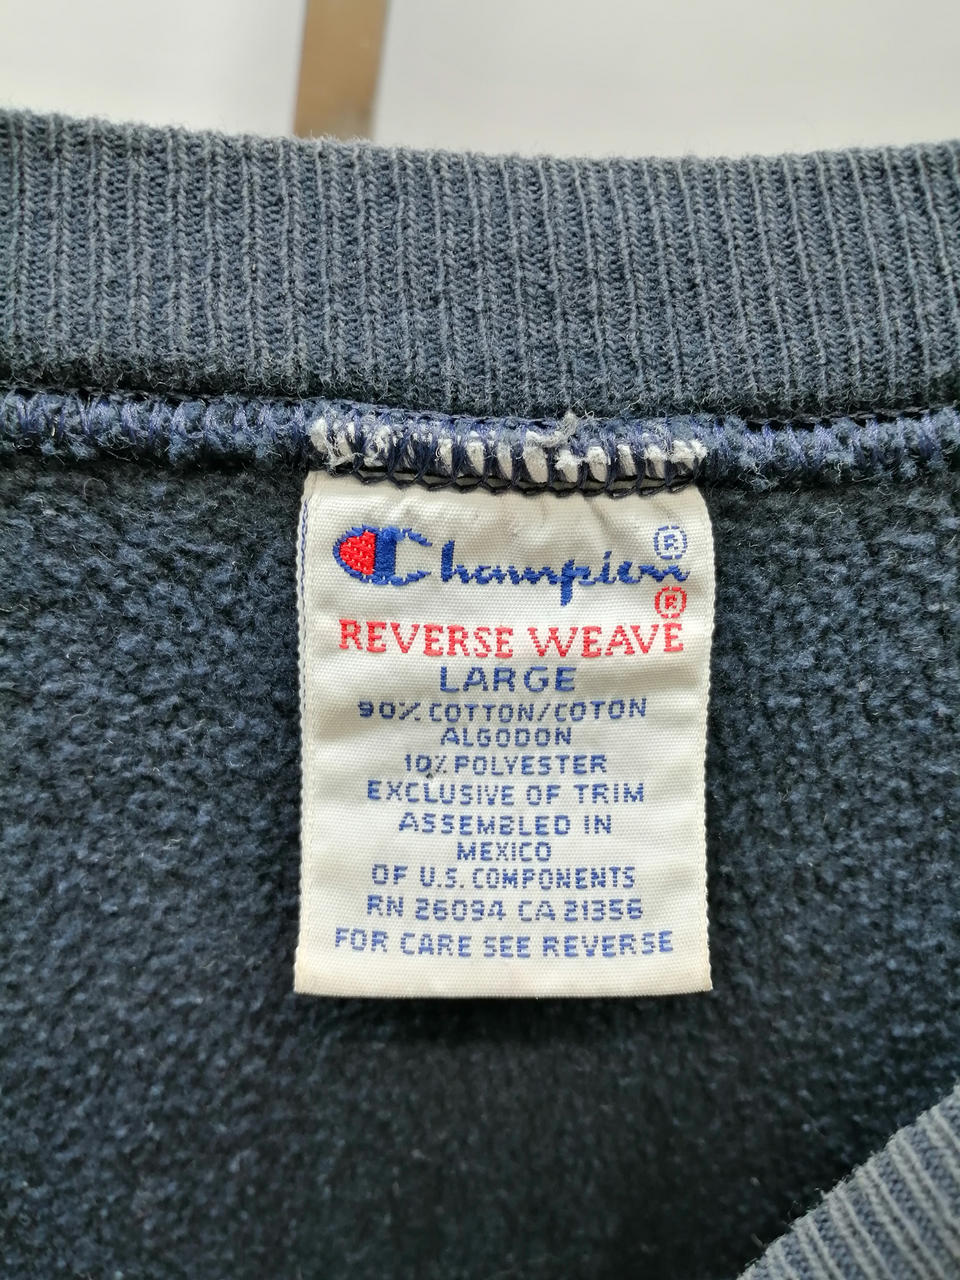 Champion®
REVERSE WEAVE®
LARGE
90% COTTON/COTON
ALGODON
10% POLYESTER
EXCLUSIVE OF TRIM
ASSEMBLED IN
MEXICO
OF U.S. COMPONENTS
RN 26094 CA 21356
FOR CARE SEE REVERSE